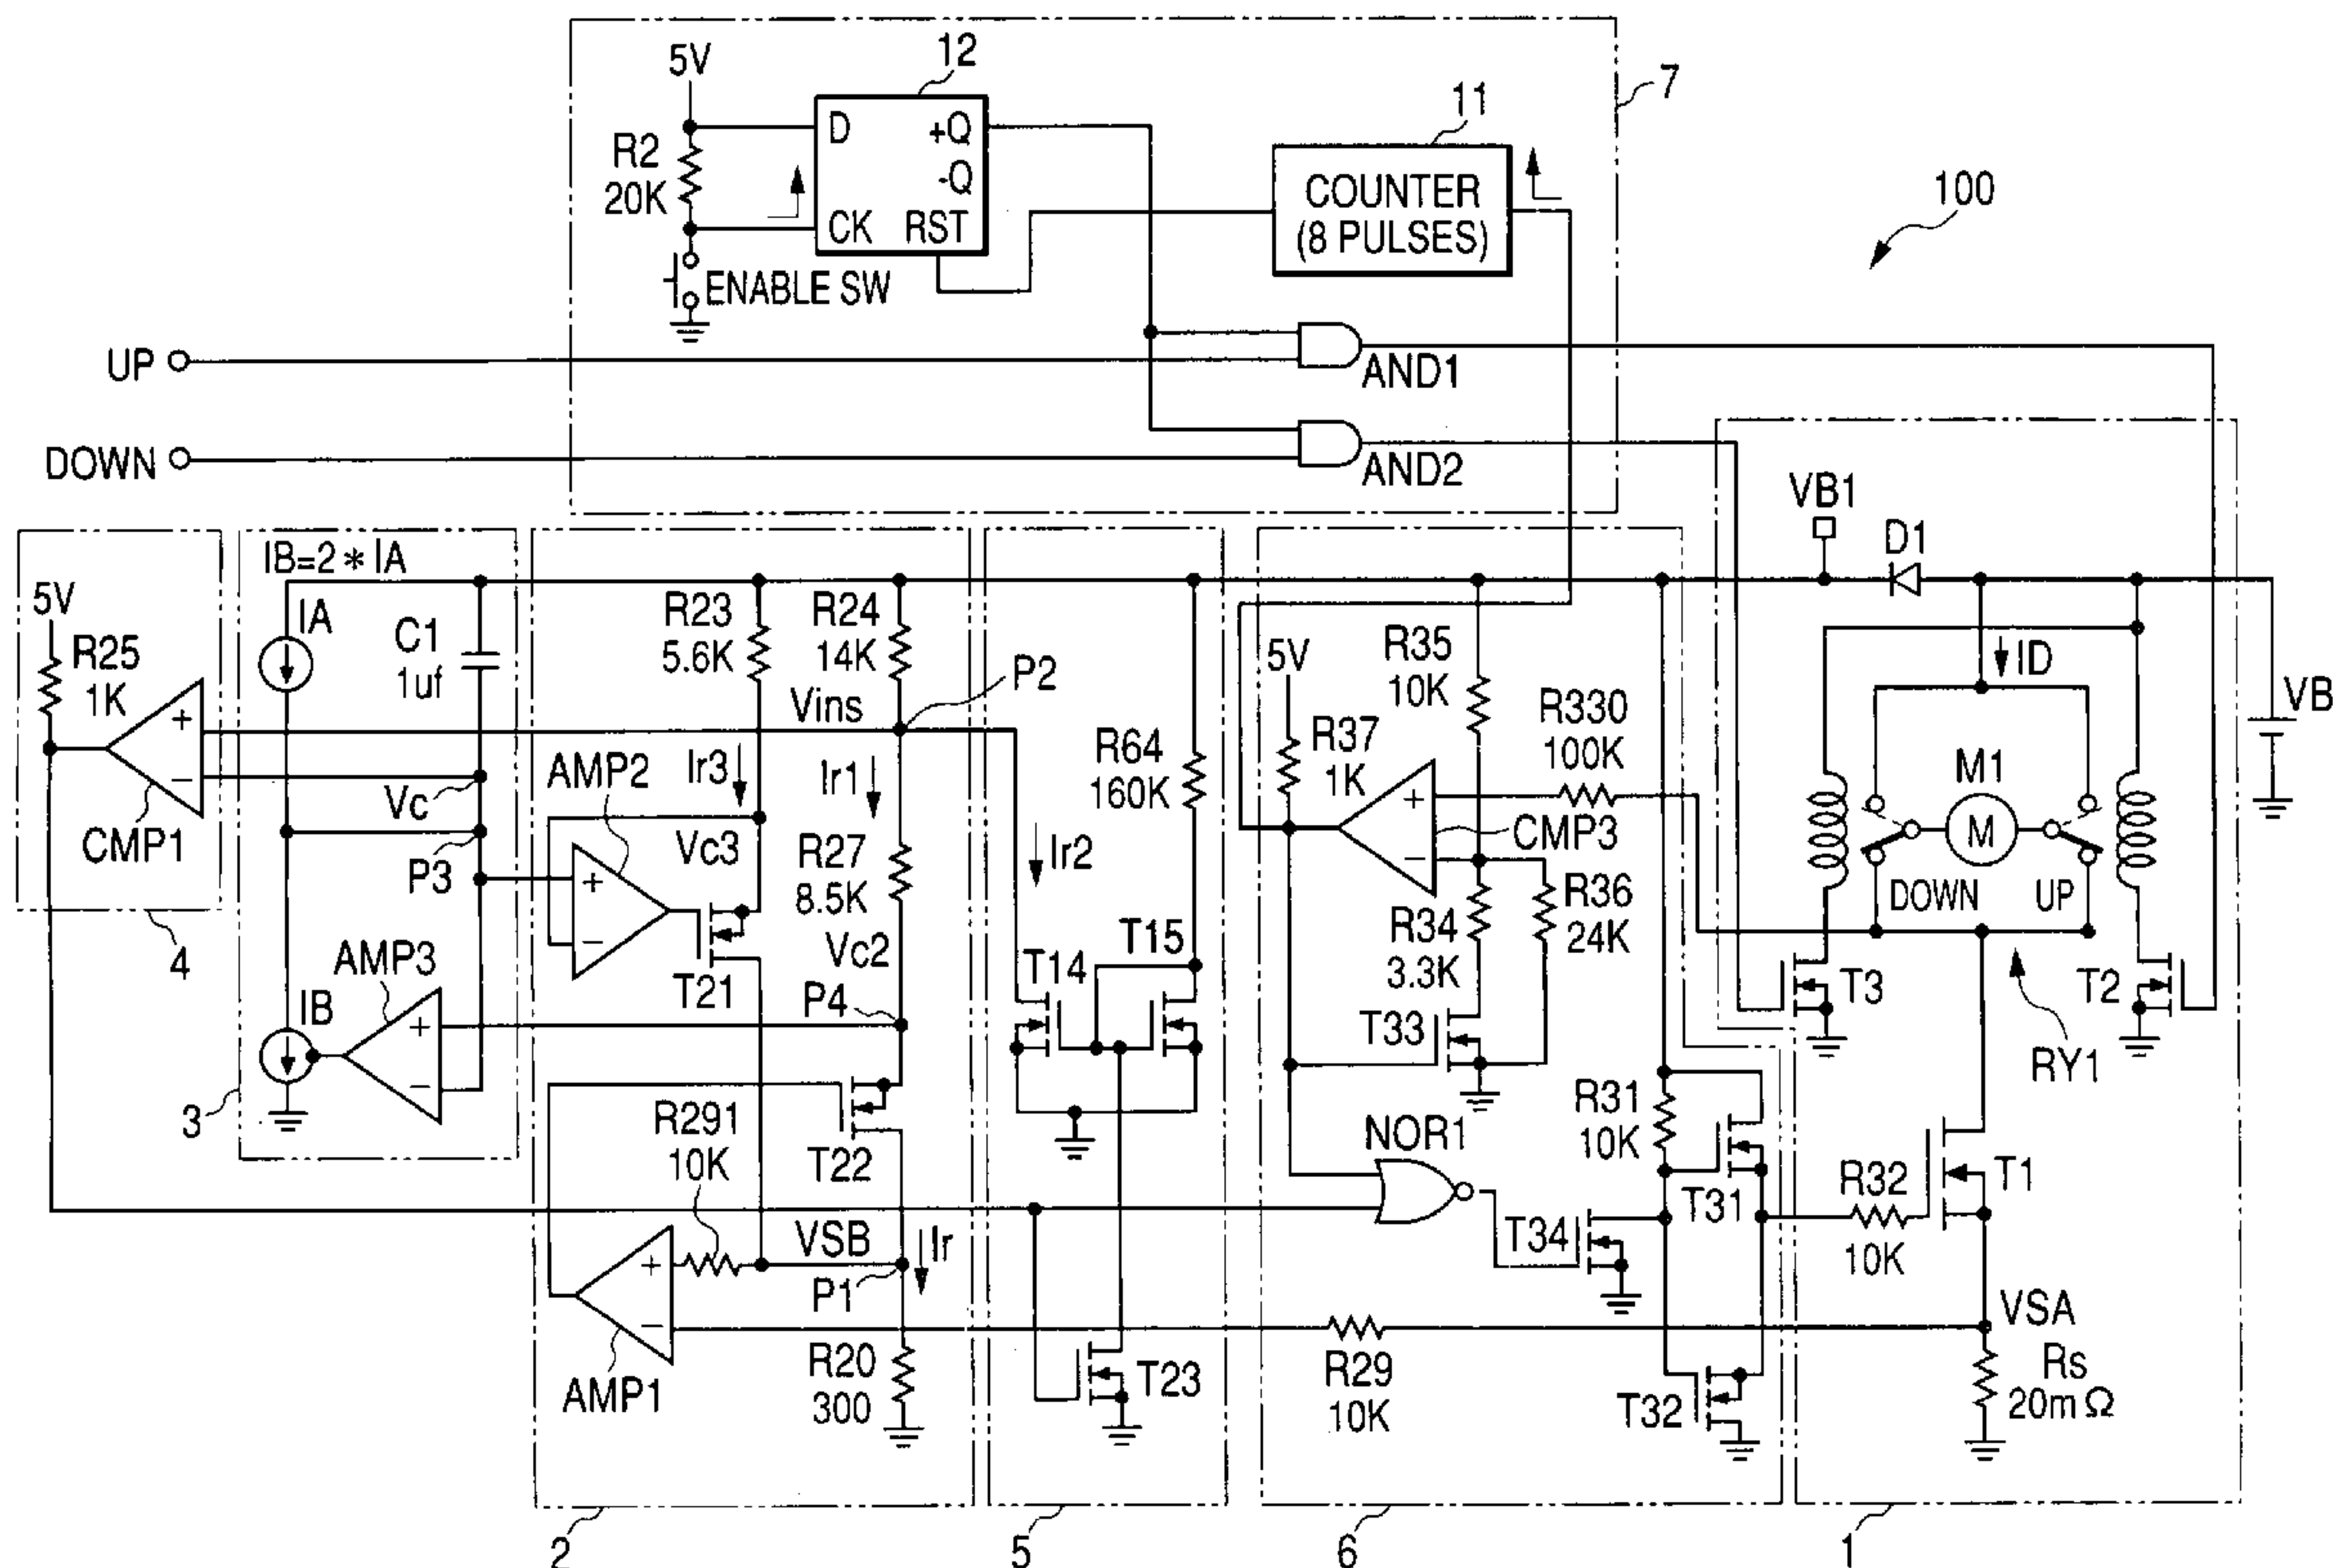 12
5V
7
11
D
+Q
R2
20K
-Q
CK
RST
COUNTER
(8 PULSES)
100
ENABLE SW
UP
AND1
DOWN
AND2
VB1
D1
IB=2*IA
5V
IA
R25
1K
C1
1uf
R23
5.6K
R24
14K
P2
Vins
+
−
CMP1
Vc
P3
AMP2
Ir3
Ir1
Vc3
+
−
R27
8.5K
Ir2
R64
160K
5V
R35
10K
R330
100K
R37
1K
+
−
CMP3
ID
VB
M1
M
DOWN
UP
R36
24K
R34
3.3K
4
AMP3
IB
+
−
T21
Vc2
P4
T14
T15
T33
T3
T2
RY1
3
R291
10K
T22
NOR1
R31
10K
T31
R32
10K
T1
VSB
Ir
P1
+
−
AMP1
T34
VSA
R20
300
T23
R29
10K
T32
Rs
20mΩ
2
5
6
1